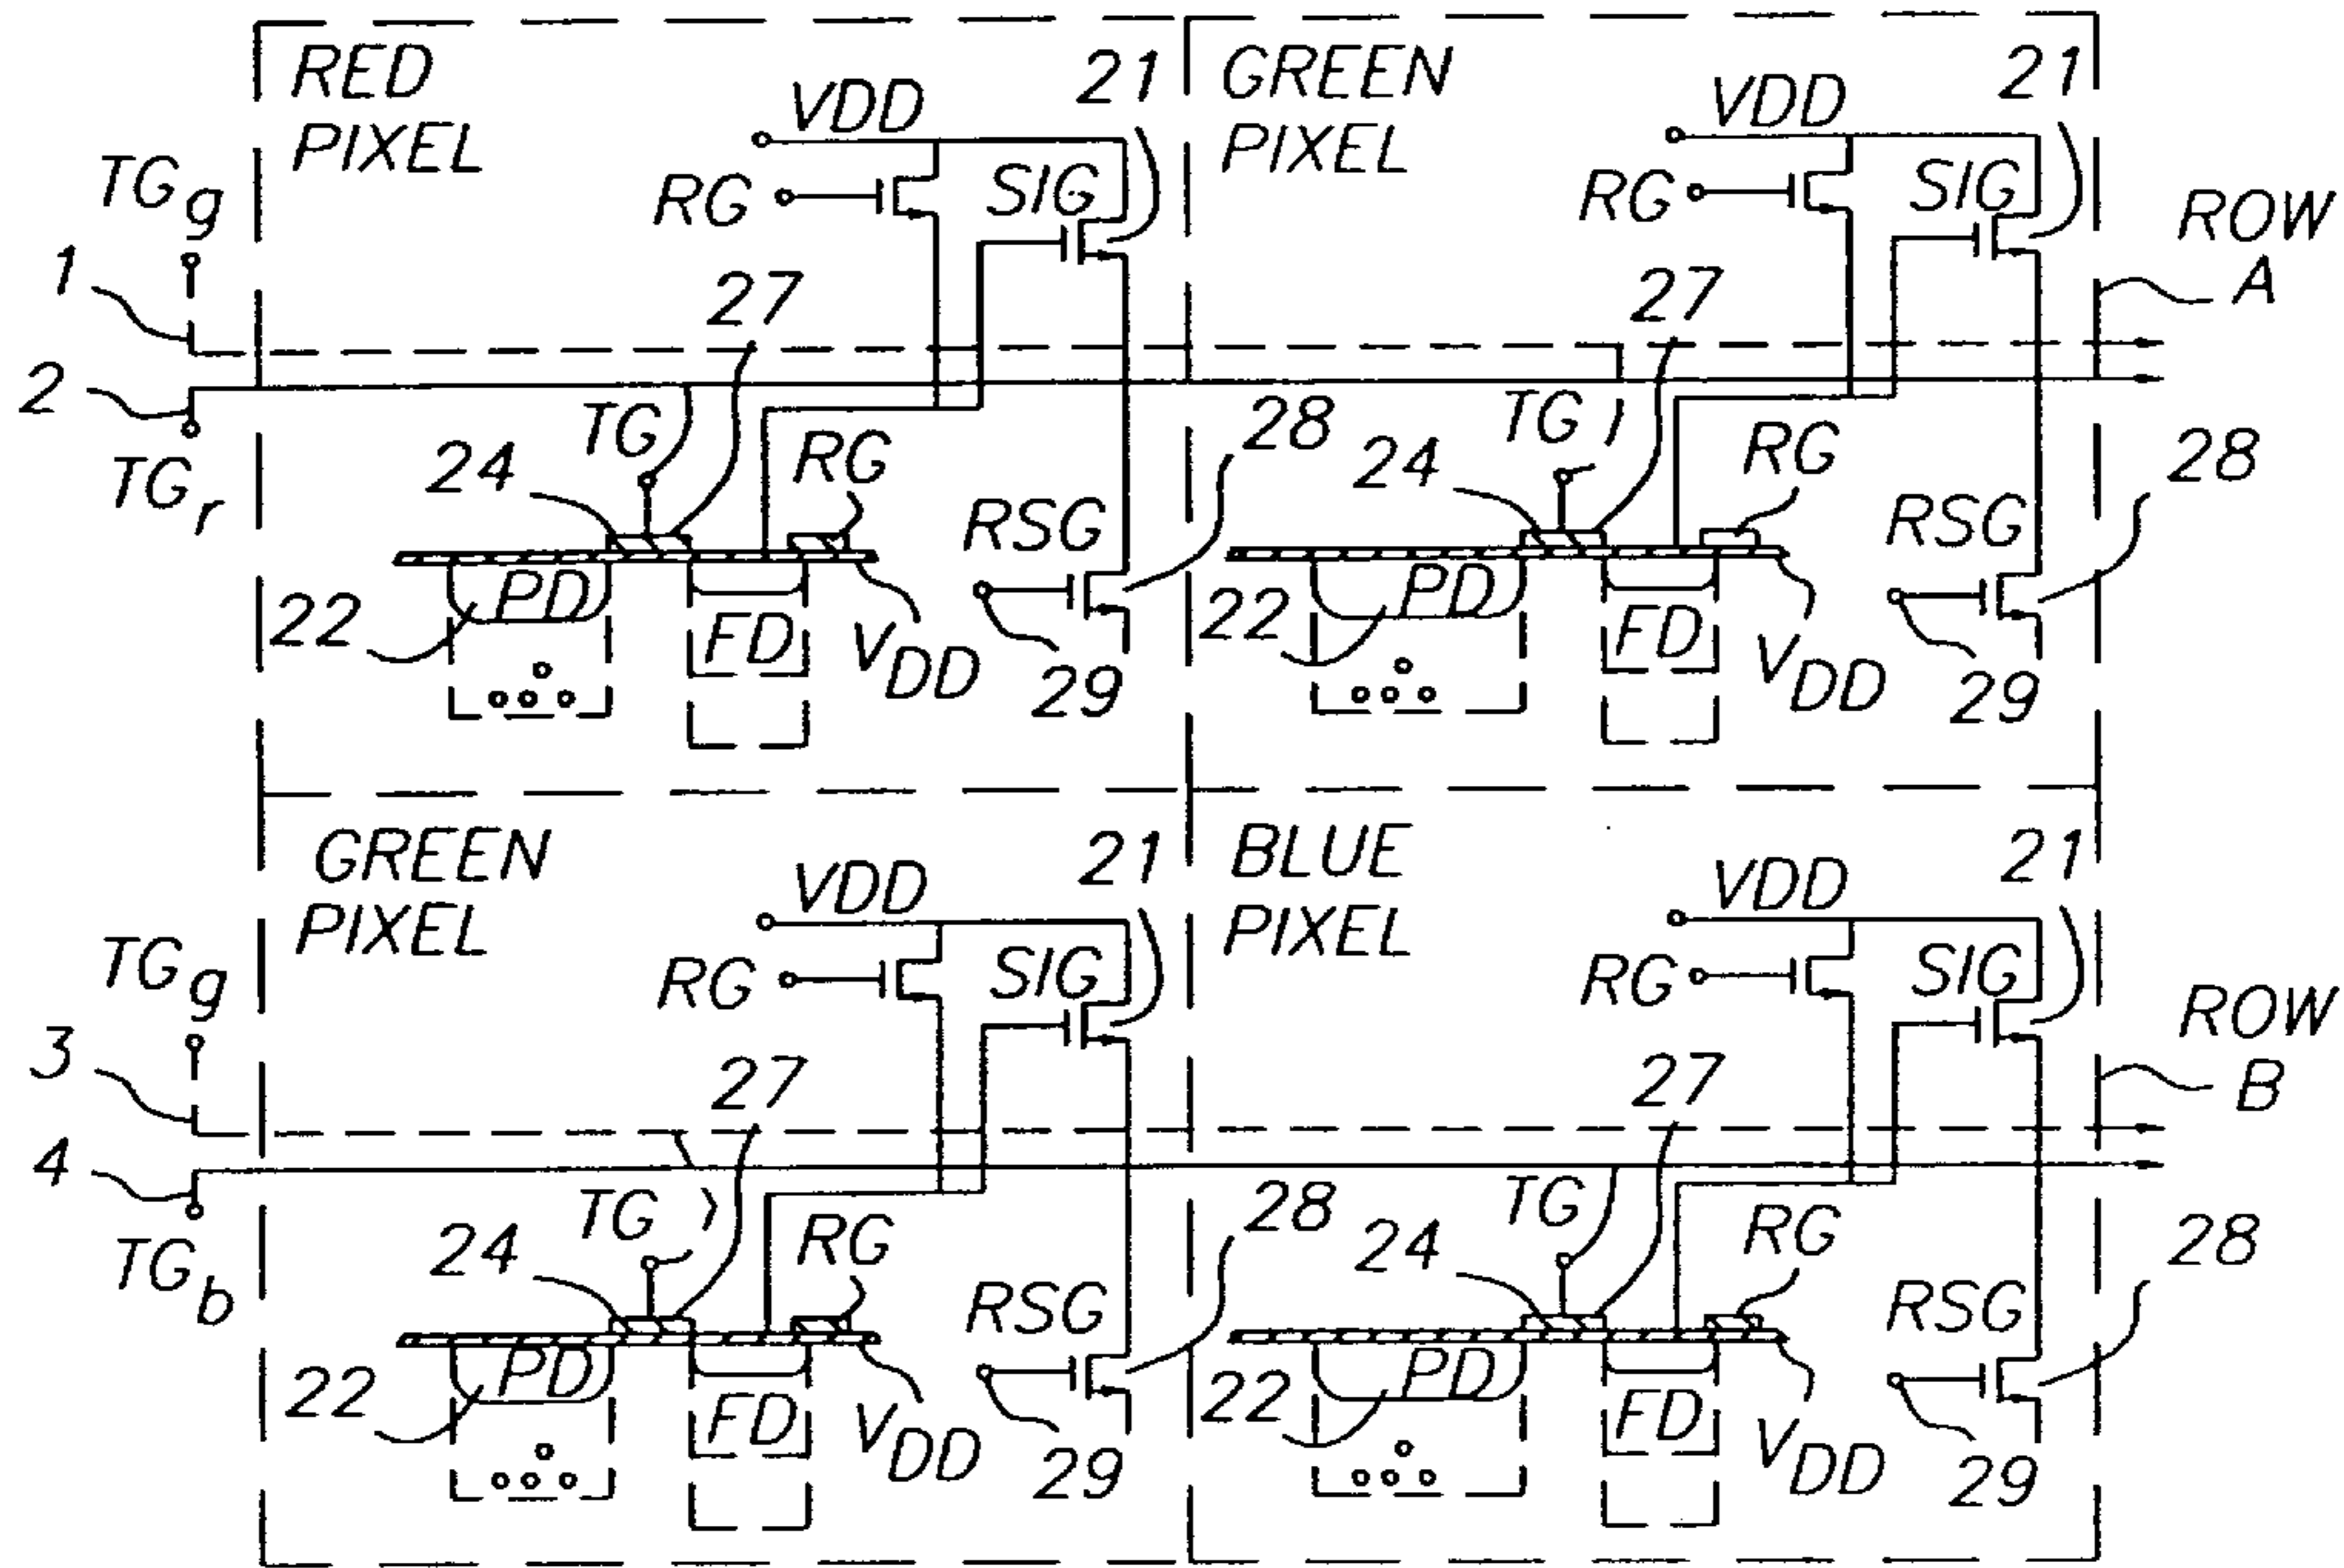 RED
PIXEL
VDD
21
RG
SIG
27
TG
24
RG
RSG
28
22
PD
FD
VDD
29
GREEN
PIXEL
VDD
21
RG
SIG
27
TG
24
RG
RSG
28
22
PD
FD
VDD
29
TGg
1
2
TGr
ROW
A
GREEN
PIXEL
VDD
21
RG
SIG
27
TG
24
RG
RSG
28
22
PD
FD
VDD
29
BLUE
PIXEL
VDD
21
RG
SIG
27
TG
24
RG
RSG
28
22
PD
FD
VDD
29
TGg
3
4
TGb
ROW
B